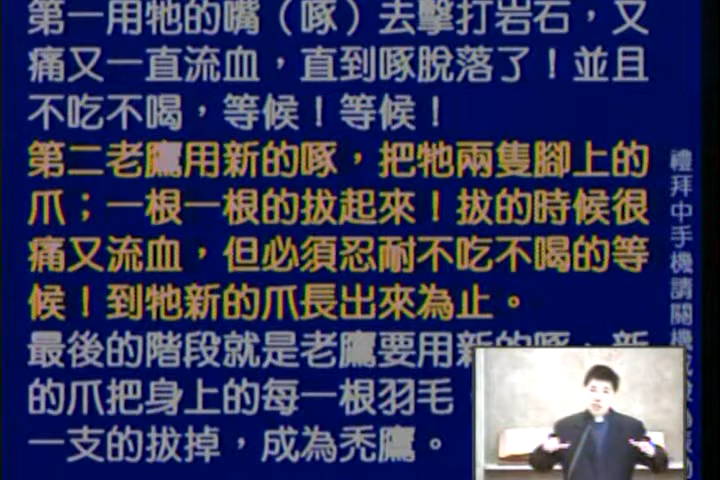 第一用牠的嘴（啄）去擊打岩石，又
痛又一直流血，直到啄脫落了！並且
不吃不喝，等候！等候！
第二老鷹用新的啄，把牠兩隻腳上的
爪；一根一根的拔起來！拔的時候很
痛又流血，但必須忍耐不吃不喝的等
候！到牠新的爪長出來為止。
最後的階段就是老鷹要用新的啄、新
的爪把身上的每一根羽毛
一支的拔掉，成為禿鷹。
禮拜中手機請關機